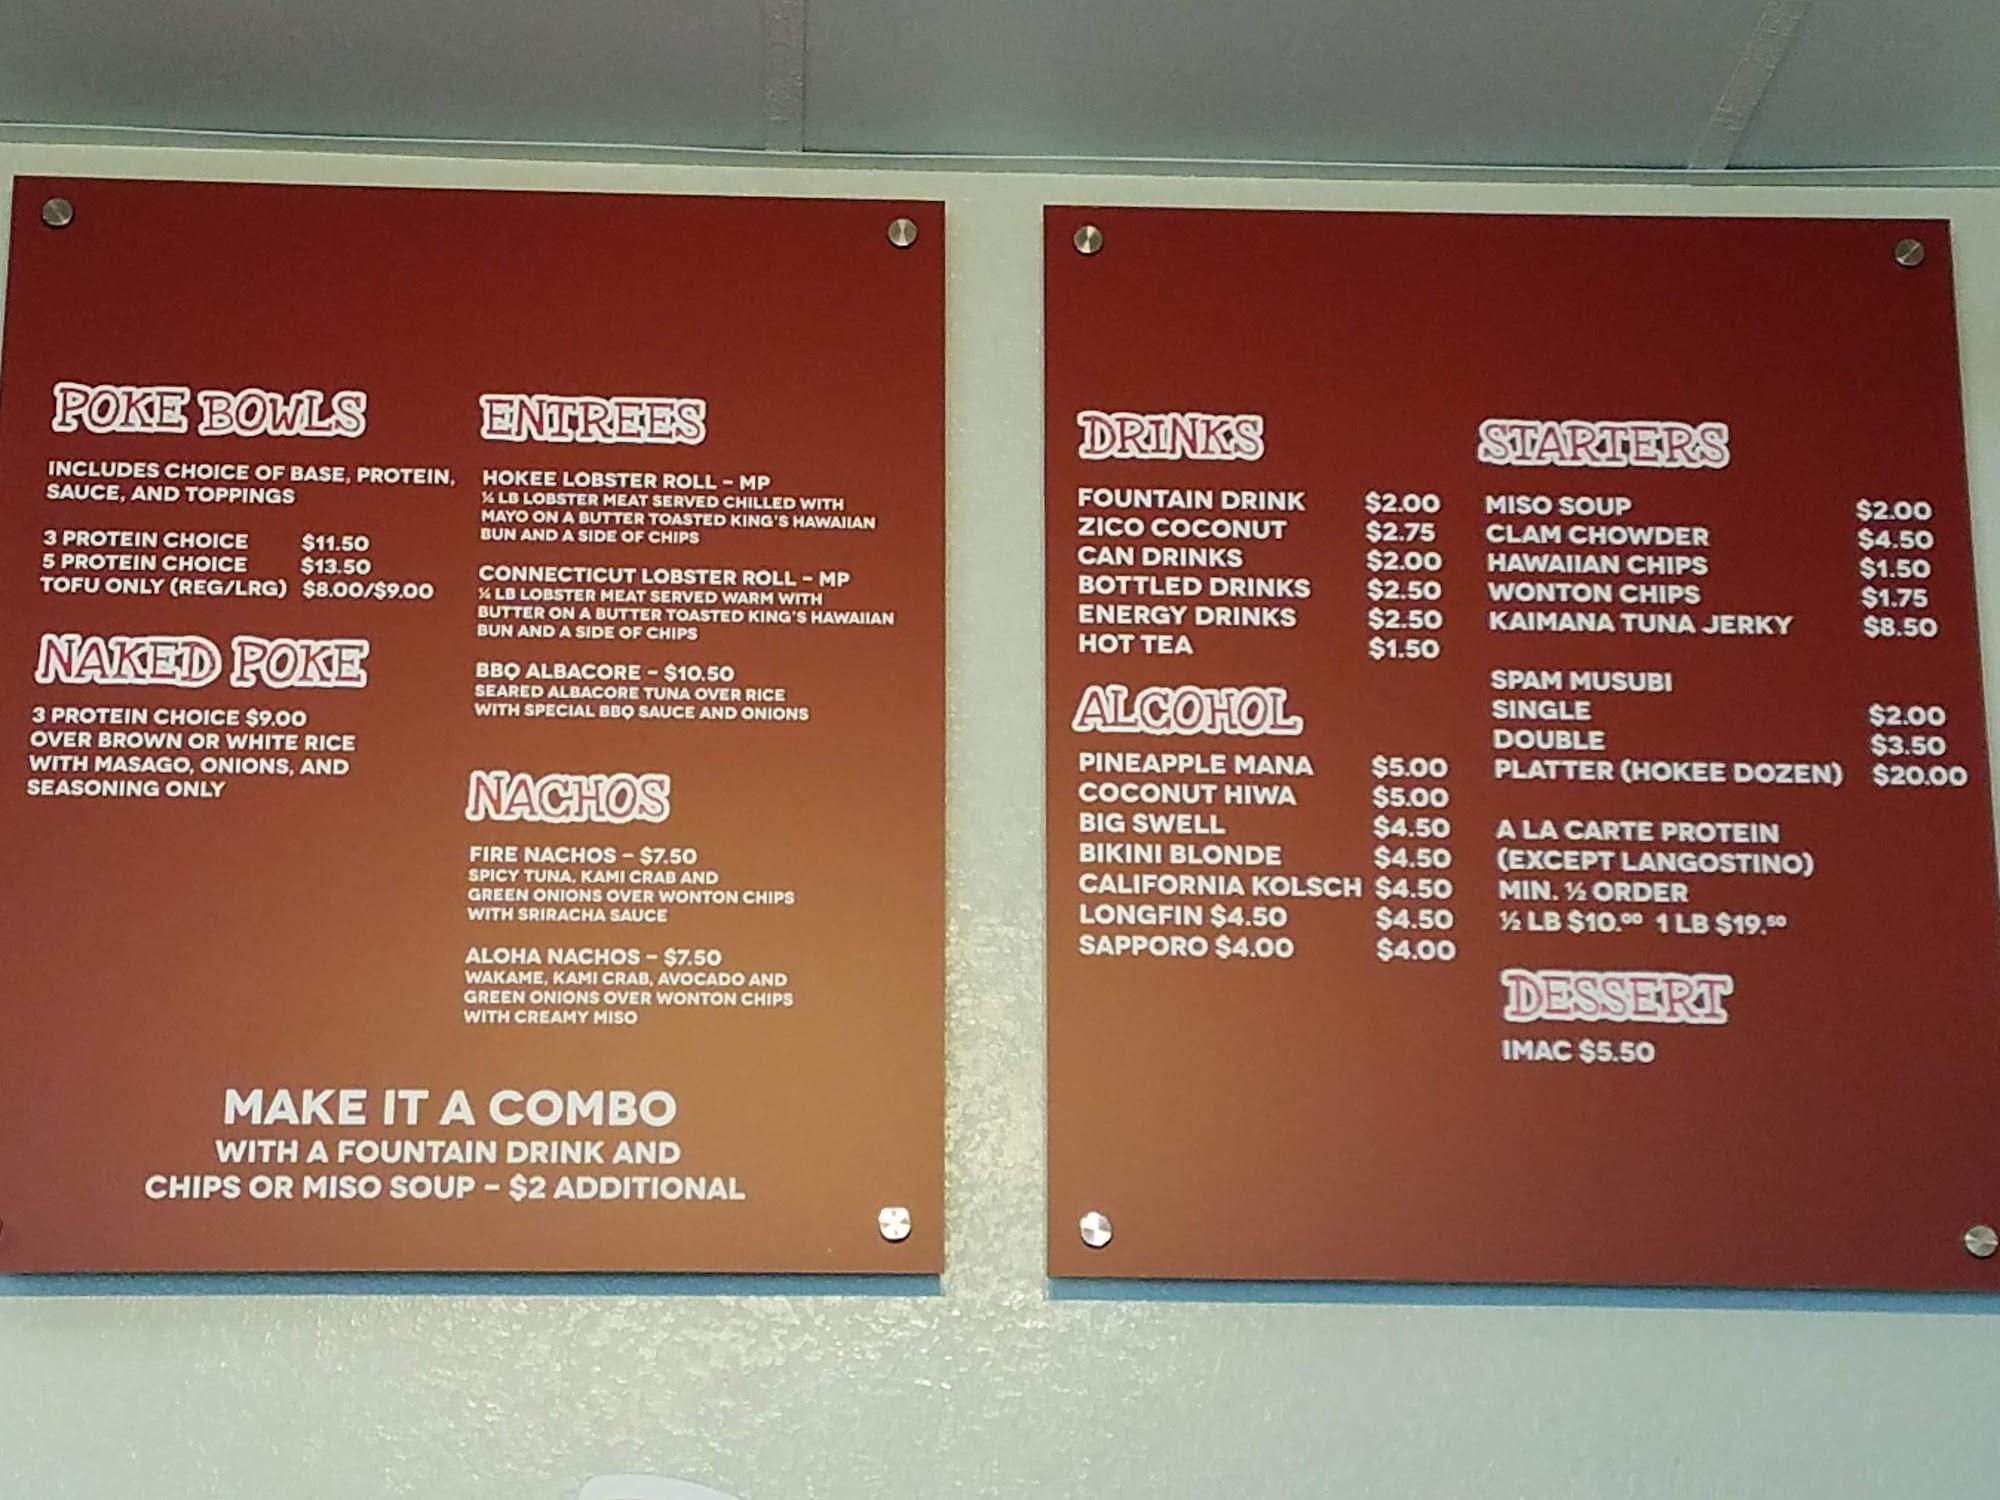 POKE BOWLS
INCLUDES CHOICE OF BASE, PROTEIN,
SAUCE, AND TOPPINGS
3 PROTEIN CHOICE $11.50
5 PROTEIN CHOICE $13.50
TOFU ONLY (REG/LRG) $8.00/$9.00
NAKED POKE
3 PROTEIN CHOICE $9.00
OVER BROWN OR WHITE RICE
WITH MASAGO, ONIONS, AND
SEASONING ONLY
ENTREES
HOKEE LOBSTER ROLL – MP
¼ LB LOBSTER MEAT SERVED CHILLED WITH
MAYO ON A BUTTER TOASTED KING'S HAWAIIAN
BUN AND A SIDE OF CHIPS
CONNECTICUT LOBSTER ROLL – MP
¼ LB LOBSTER MEAT SERVED WARM WITH
BUTTER ON A BUTTER TOASTED KING'S HAWAIIAN
BUN AND A SIDE OF CHIPS
BBQ ALBACORE – $10.50
SEARED ALBACORE TUNA OVER RICE
WITH SPECIAL BBQ SAUCE AND ONIONS
NACHOS
FIRE NACHOS – $7.50
SPICY TUNA, KAMI CRAB AND
GREEN ONIONS OVER WONTON CHIPS
WITH SRIRACHA SAUCE
ALOHA NACHOS – $7.50
WAKAME, KAMI CRAB, AVOCADO AND
GREEN ONIONS OVER WONTON CHIPS
WITH CREAMY MISO
MAKE IT A COMBO
WITH A FOUNTAIN DRINK AND
CHIPS OR MISO SOUP – $2 ADDITIONAL
DRINKS
FOUNTAIN DRINK $2.00
ZICO COCONUT $2.75
CAN DRINKS $2.00
BOTTLED DRINKS $2.50
ENERGY DRINKS $2.50
HOT TEA $1.50
ALCOHOL
PINEAPPLE MANA $5.00
COCONUT HIWA $5.00
BIG SWELL $4.50
BIKINI BLONDE $4.50
CALIFORNIA KOLSCH $4.50
LONGFIN $4.50 $4.50
SAPPORO $4.00 $4.00
STARTERS
MISO SOUP $2.00
CLAM CHOWDER $4.50
HAWAIIAN CHIPS $1.50
WONTON CHIPS $1.75
KAIMANA TUNA JERKY $8.50
SPAM MUSUBI
SINGLE $2.00
DOUBLE $3.50
PLATTER (HOKEE DOZEN) $20.00
A LA CARTE PROTEIN
(EXCEPT LANGOSTINO)
MIN. ½ ORDER
½ LB $10.00 1 LB $19.50
DESSERT
IMAC $5.50